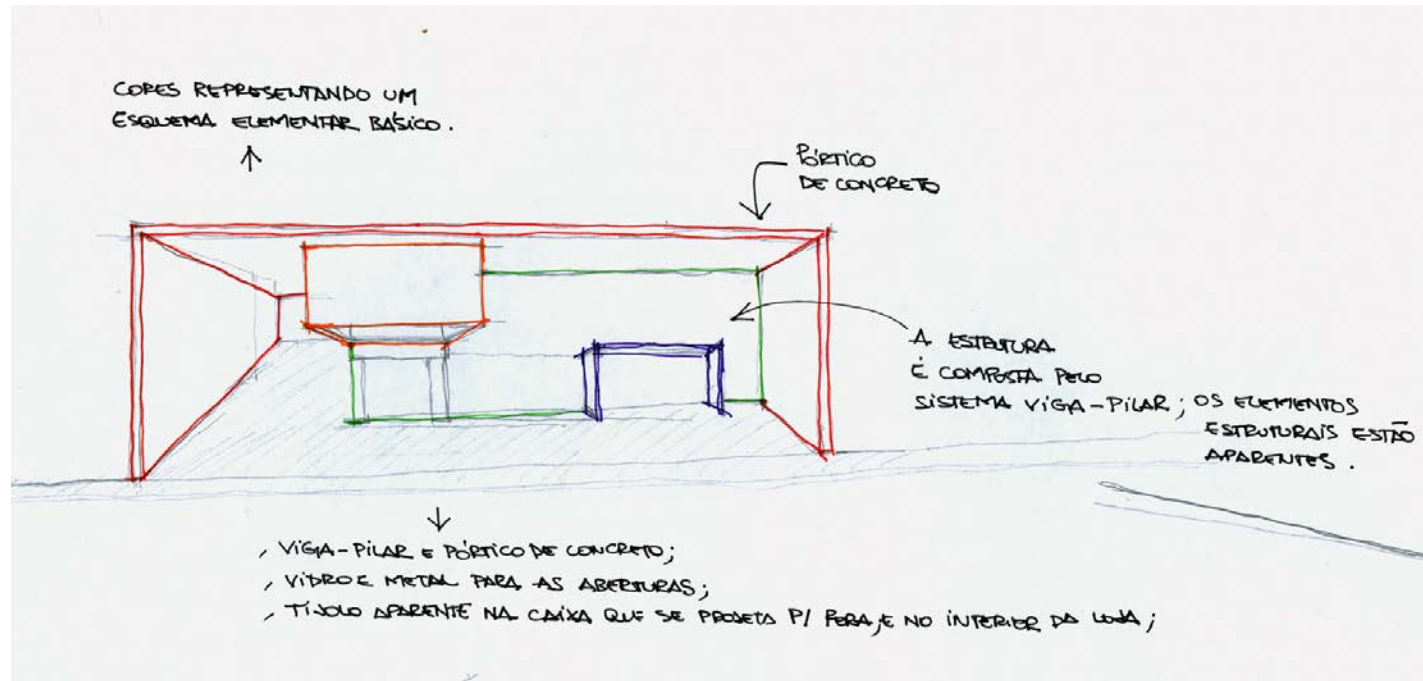 CORES REPRESENTANDO UM
ESQUEMA ELEMENTAR BÁSICO.
PÓRTICO
DE CONCRETO
A ESTRUTURA
É COMPOSTA PELO
SISTEMA VIGA-PILAR; OS ELEMENTOS
ESTRUTURAIS ESTÃO
APARENTES.
, VIGA-PILAR E PÓRTICO DE CONCRETO;
, VIDRO E METAL PARA AS ABERTURAS;
, TIJOLO APARENTE NA CAIXA QUE SE PROJETA P/ FORA, E NO INTERIOR DA LOJA;